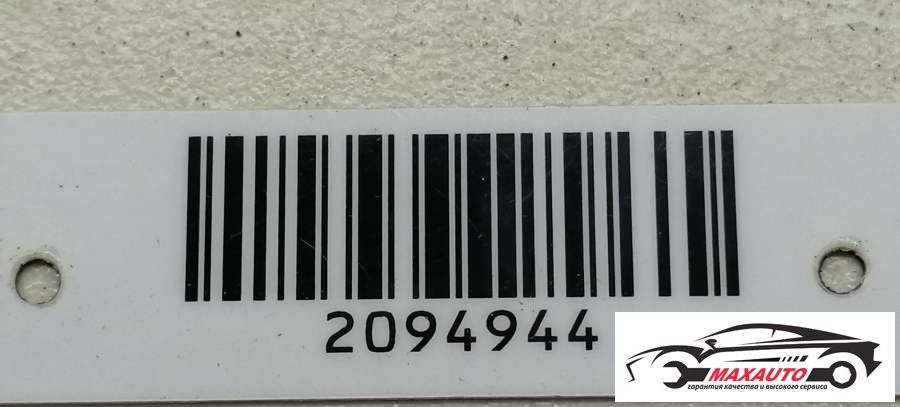 2094944
MAXAUTO
гарантия качества и высокого сервиса